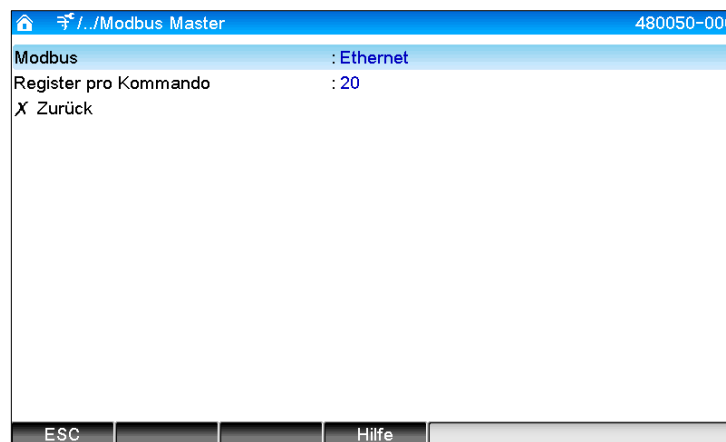 /../Modbus Master 480050-00
Modbus : Ethernet
Register pro Kommando : 20
X Zurück
ESC Hilfe